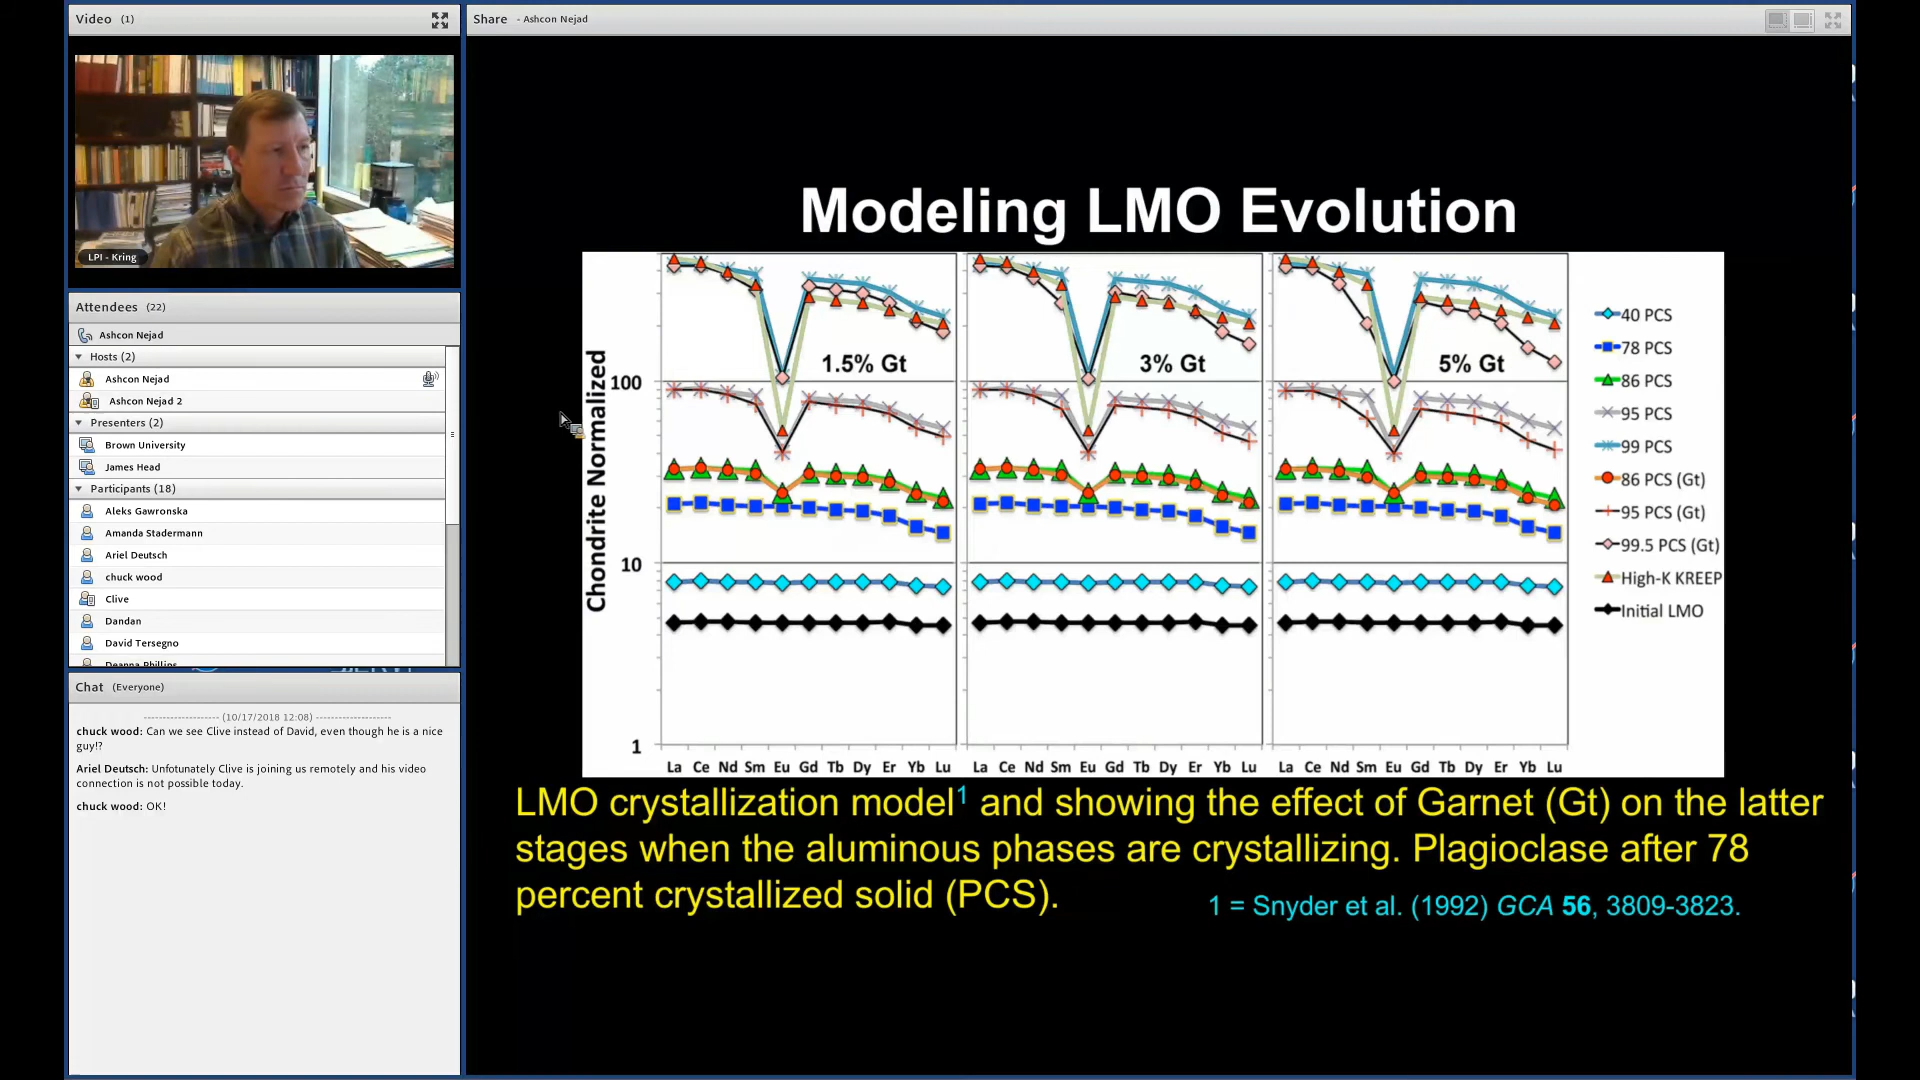 Video (1)
LPI - Kring
Attendees (22)
Ashcon Nejad
Hosts (2)
Ashcon Nejad
Ashcon Nejad 2
Presenters (2)
Brown University
James Head
Participants (18)
Aleks Gawronska
Amanda Stadermann
Ariel Deutsch
chuck wood
Clive
Dandan
David Tersegno
Deanna Phillips
Chat (Everyone)
-------------------- (10/17/2018 12:08) --------------------
chuck wood: Can we see Clive instead of David, even though he is a nice
guy!?
Ariel Deutsch: Unfotunately Clive is joining us remotely and his video
connection is not possible today.
chuck wood: OK!
Share - Ashcon Nejad
Modeling LMO Evolution
Chondrite Normalized
100
10
1
1.5% Gt
3% Gt
5% Gt
La Ce Nd Sm Eu Gd Tb Dy Er Yb Lu
La Ce Nd Sm Eu Gd Tb Dy Er Yb Lu
La Ce Nd Sm Eu Gd Tb Dy Er Yb Lu
40 PCS
78 PCS
86 PCS
95 PCS
99 PCS
86 PCS (Gt)
95 PCS (Gt)
99.5 PCS (Gt)
High-K KREEP
Initial LMO
LMO crystallization model¹ and showing the effect of Garnet (Gt) on the latter
stages when the aluminous phases are crystallizing. Plagioclase after 78
percent crystallized solid (PCS).
1 = Snyder et al. (1992) GCA 56, 3809-3823.